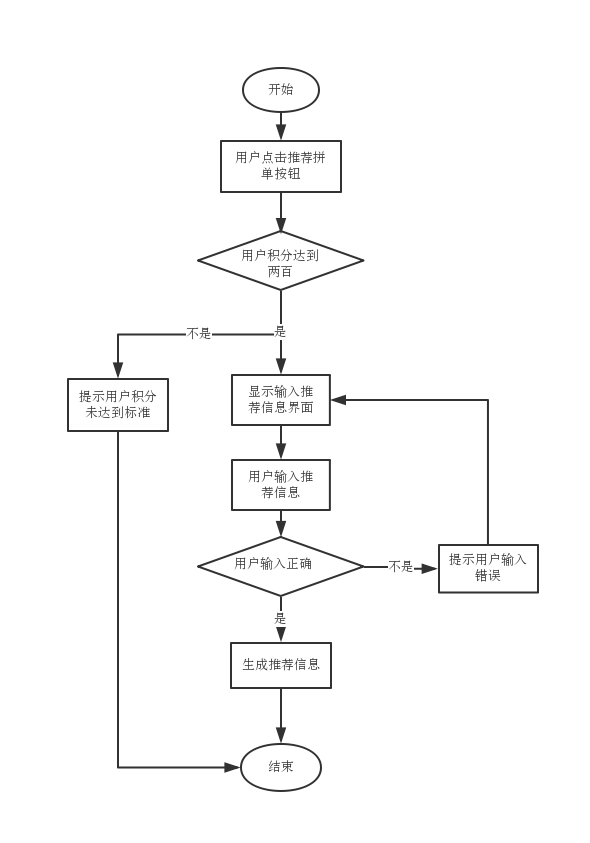 开始
用户点击推荐拼
单按钮
用户积分达到
两百
不是
是
提示用户积分
未达到标准
显示输入推
荐信息界面
用户输入推
荐信息
用户输入正确
不是
提示用户输入
错误
是
生成推荐信息
结束